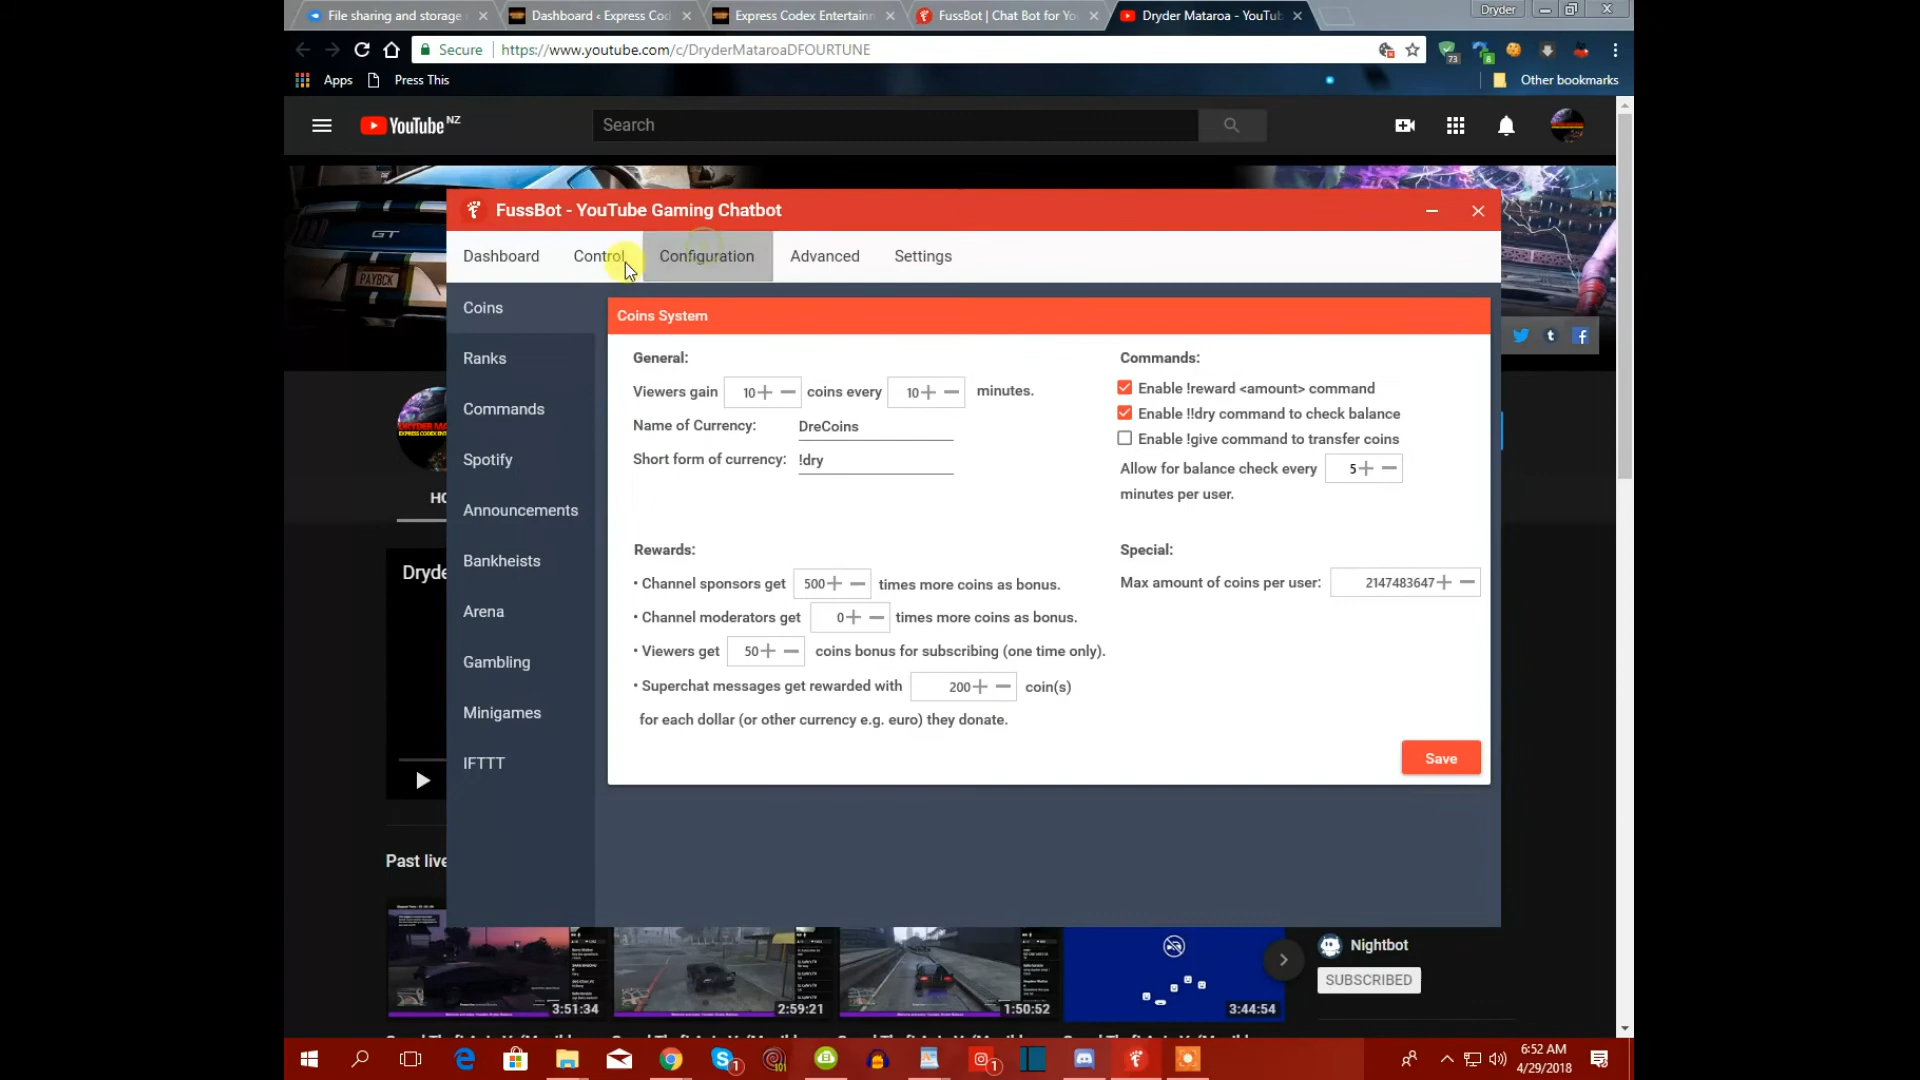 File sharing and storage
Dashboard ‹ Express Cod
Express Codex Entertainm
FussBot | Chat Bot for Yo
Dryder Mataroa - YouTub
Dryder
Secure
https://www.youtube.com/c/DryderMataroaDFOURTUNE
73
8
Apps
Press This
Other bookmarks
YouTube NZ
Search
GT
PAYBCK
FussBot - YouTube Gaming Chatbot
Dashboard
Control
Configuration
Advanced
Settings
Coins
Ranks
Commands
Spotify
Announcements
Bankheists
Arena
Gambling
Minigames
IFTTT
Coins System
General:
Viewers gain 10 coins every 10 minutes.
Name of Currency: DreCoins
Short form of currency: !dry
Commands:
Enable !reward <amount> command
Enable !!dry command to check balance
Enable !give command to transfer coins
Allow for balance check every 5
minutes per user.
Rewards:
• Channel sponsors get 500 times more coins as bonus.
• Channel moderators get 0 times more coins as bonus.
• Viewers get 50 coins bonus for subscribing (one time only).
• Superchat messages get rewarded with 200 coin(s)
for each dollar (or other currency e.g. euro) they donate.
Special:
Max amount of coins per user: 2147483647
Save
HO
Dryde
Past live
3:51:34
2:59:21
1:50:52
3:44:54
Nightbot
SUBSCRIBED
6:52 AM
4/29/2018